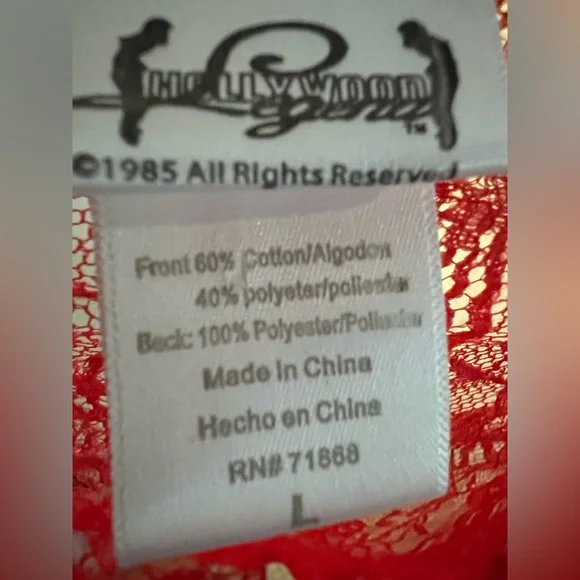 HOLLYWOOD
Legend
TM
©1985 All Rights Reserved
Front 60% Cotton/Algodon
40% polyster/poliester
Back: 100% Polyester/Poliester
Made In China
Hecho en China
RN# 71868
L